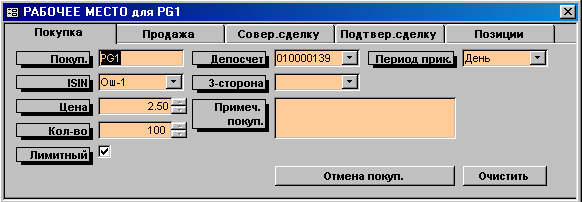 РАБОЧЕЕ МЕСТО для PG1
Покупка Продажа Совер.сделку Подтвер.сделку Позиции
Покуп. PG1 Депосчет 010000139 Период прик. День
ISIN Ош-1 3-сторона
Цена 2.50 Примеч.
покуп.
Кол-во 100
Лимитный
Отмена покуп. Очистить